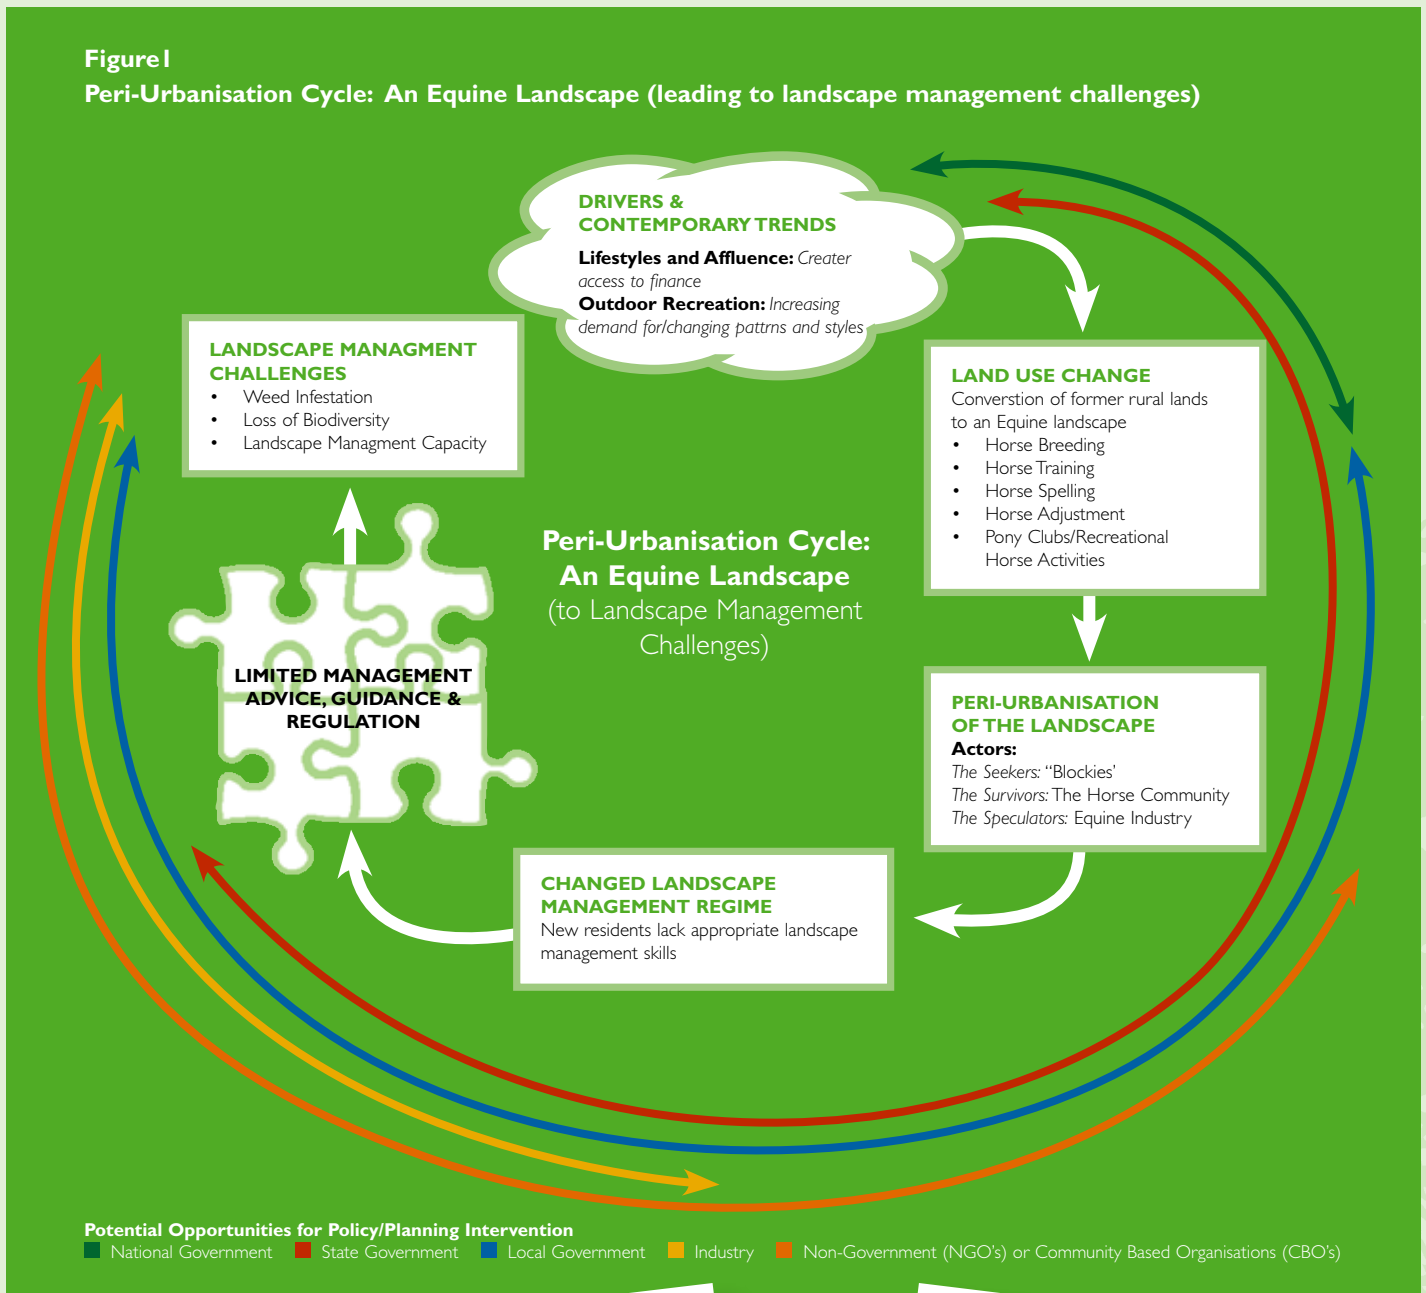 Figure1
Peri-Urbanisation Cycle: An Equine Landscape (leading to landscape management challenges)
DRIVERS &
CONTEMPORARY TRENDS
Lifestyles and Affluence: Creater
access to finance
Outdoor Recreation: Increasing
demand for/changing pattrns and styles
LAND USE CHANGE
Converstion of former rural lands
to an Equine landscape
• Horse Breeding
• Horse Training
• Horse Spelling
• Horse Adjustment
• Pony Clubs/Recreational
Horse Activities
PERI-URBANISATION
OF THE LANDSCAPE
Actors:
The Seekers: "Blockies'
The Survivors: The Horse Community
The Speculators: Equine Industry
CHANGED LANDSCAPE
MANAGEMENT REGIME
New residents lack appropriate landscape
management skills
LIMITED MANAGEMENT
ADVICE, GUIDANCE &
REGULATION
LANDSCAPE MANAGMENT
CHALLENGES
• Weed Infestation
• Loss of Biodiversity
• Landscape Managment Capacity
Peri-Urbanisation Cycle:
An Equine Landscape
(to Landscape Management
Challenges)
Potential Opportunities for Policy/Planning Intervention
National Government State Government Local Government Industry Non-Government (NGO's) or Community Based Organisations (CBO's)